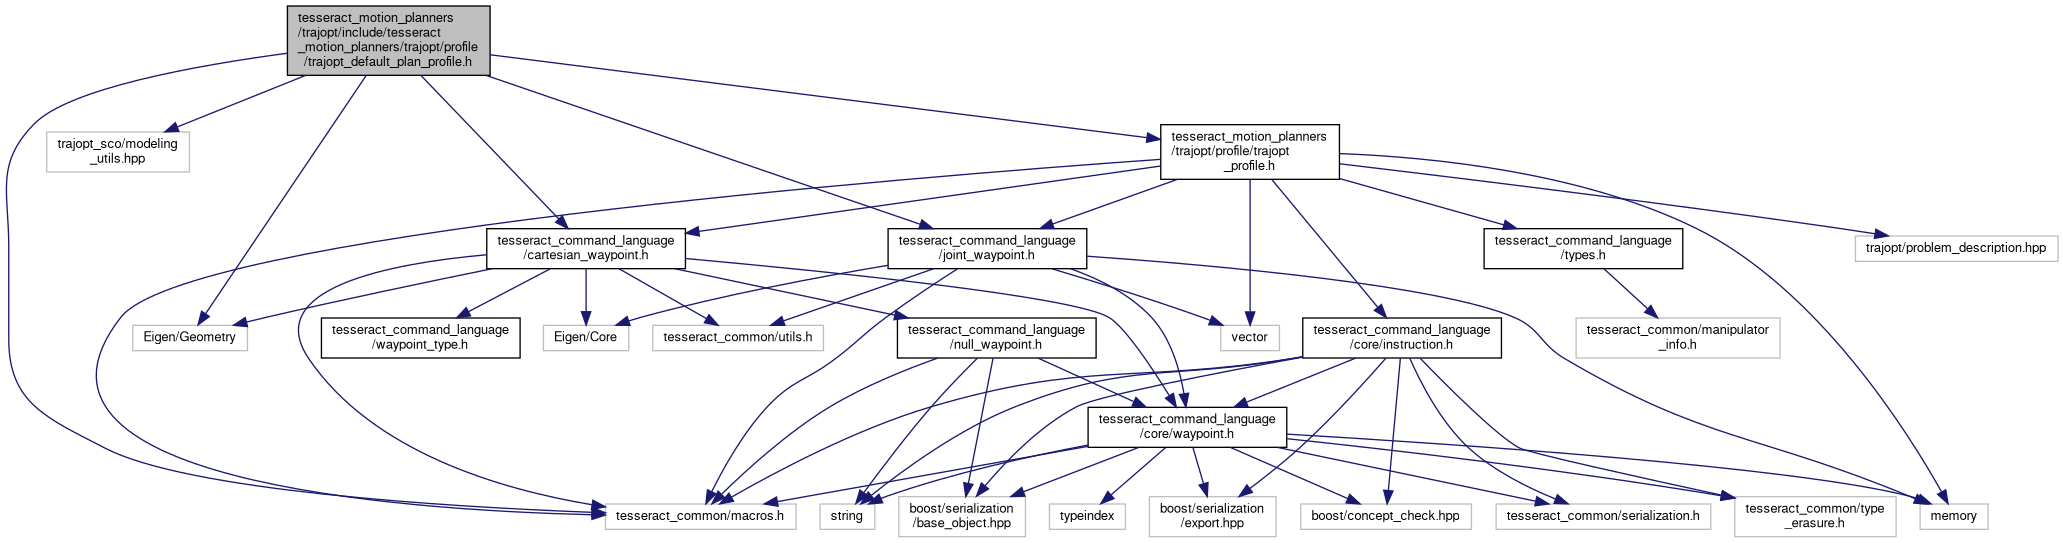 tesseract_motion_planners
/trajopt/include/tesseract
_motion_planners/trajopt/profile
/trajopt_default_plan_profile.h
trajopt_sco/modeling
_utils.hpp
tesseract_motion_planners
/trajopt/profile/trajopt
_profile.h
tesseract_command_language
/cartesian_waypoint.h
tesseract_command_language
/joint_waypoint.h
tesseract_command_language
/types.h
trajopt/problem_description.hpp
Eigen/Geometry
tesseract_command_language
/waypoint_type.h
Eigen/Core
tesseract_common/utils.h
tesseract_command_language
/null_waypoint.h
vector
tesseract_command_language
/core/instruction.h
tesseract_common/manipulator
_info.h
tesseract_command_language
/core/waypoint.h
tesseract_common/macros.h
string
boost/serialization
/base_object.hpp
typeindex
boost/serialization
/export.hpp
boost/concept_check.hpp
tesseract_common/serialization.h
tesseract_common/type
_erasure.h
memory